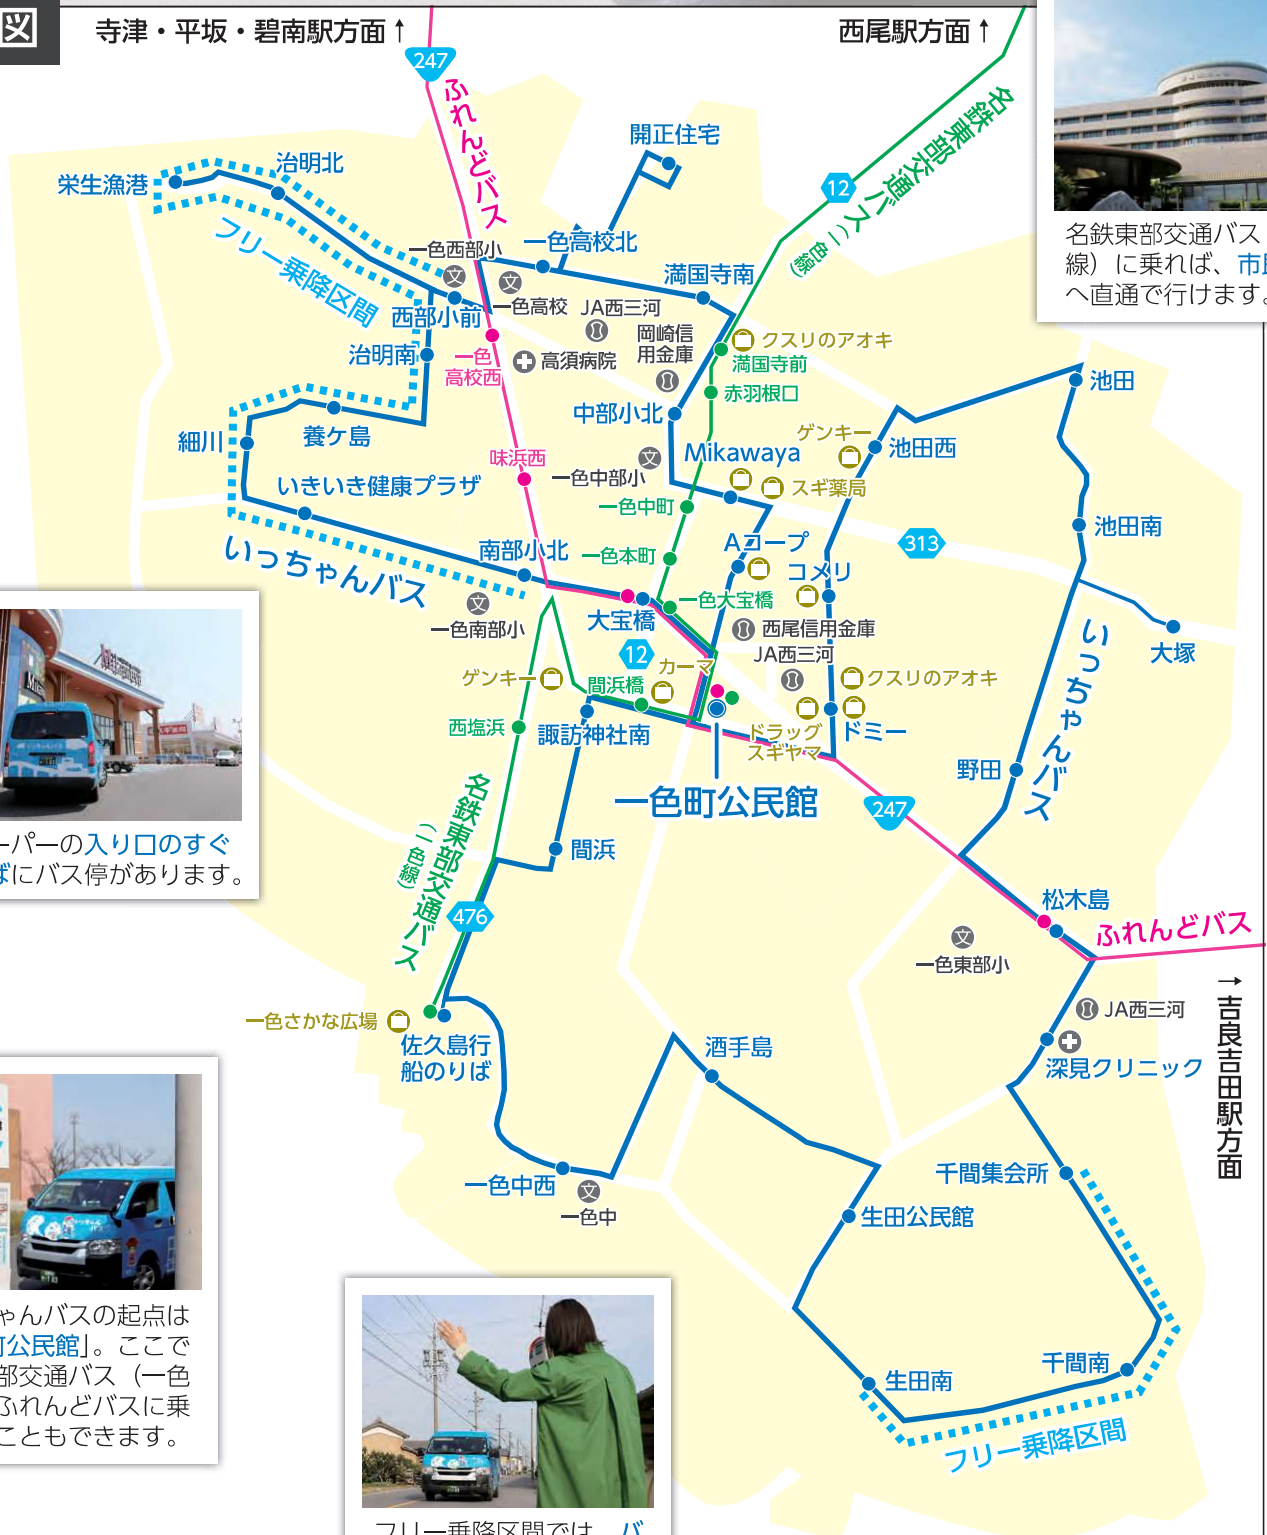 図
寺津・平坂・碧南駅方面↑
西尾駅方面↑
247
ふれんどバス
名鉄東部交通バス
(一色線)
12
開正住宅
治明北
栄生漁港
フリー乗降区間
一色西部小
文
一色高校北
満国寺南
文
一色高校
西部小前
JA西三河
岡崎信
用金庫
クスリのアオキ
治明南
一色
高校西
高須病院
満国寺前
赤羽根口
池田
中部小北
細川
養ケ島
ゲンキー
池田西
味浜西
文
一色中部小
Mikawaya
スギ薬局
いきいき健康プラザ
一色中町
池田南
313
いっちゃんバス
南部小北
一色本町
Aコープ
コメリ
文
一色南部小
大宝橋
一色大宝橋
西尾信用金庫
JA西三河
大塚
12
カーマ
ゲンキー
間浜橋
クスリのアオキ
西塩浜
諏訪神社南
ドラッグ
スギヤマ
ドミー
いっちゃんバス
野田
一色町公民館
247
名鉄東部交通バス
(一色線)
間浜
476
松木島
ふれんどバス
文
一色東部小
→吉良吉田駅方面
JA西三河
一色さかな広場
佐久島行
船のりば
酒手島
深見クリニック
一色中西
文
一色中
千間集会所
生田公民館
千間南
生田南
フリー乗降区間
名鉄東部交通バス
線）に乗れば、市民
へ直通で行けます。
ーパーの入り口のすぐ
ばにバス停があります。
ゃんバスの起点は
町公民館」。ここで
部交通バス（一色
ふれんどバスに乗
こともできます。
フリー乗降区間では、バ